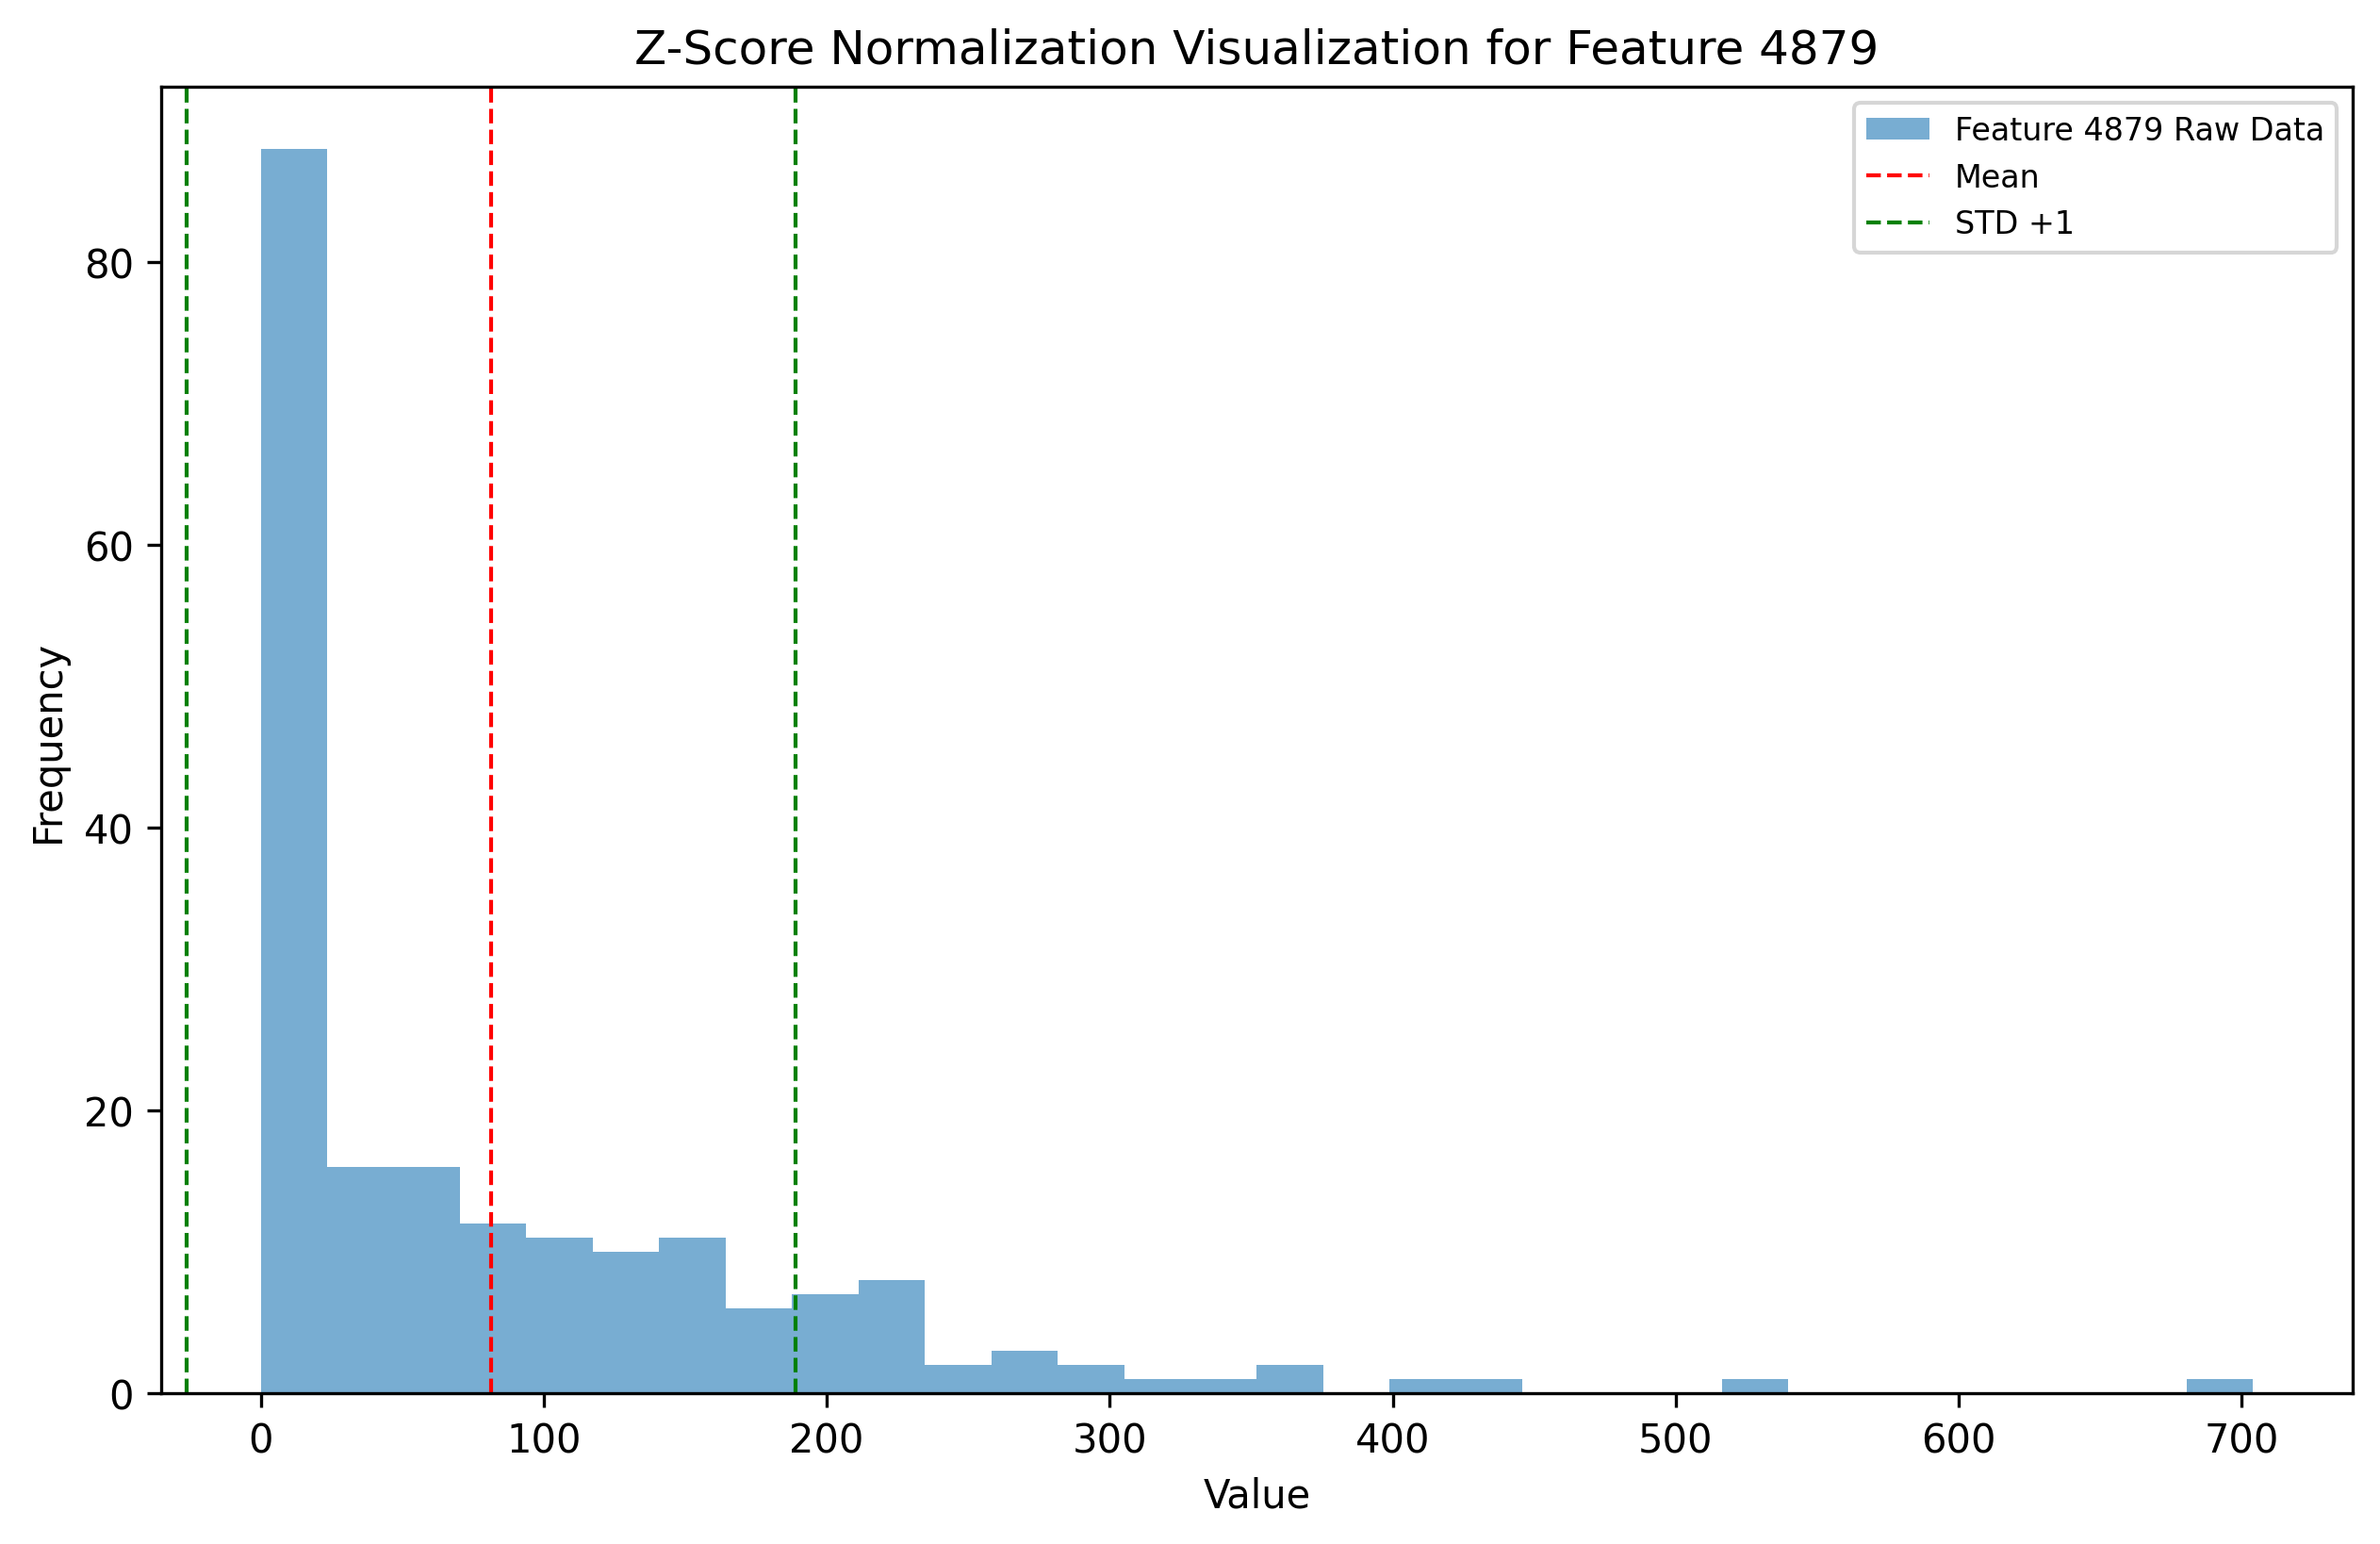 Z-Score Normalization Visualization for Feature 4879
Feature 4879 Raw Data
Mean
STD +1
Frequency
80
60
40
20
0
0 100 200 300 400 500 600 700
Value